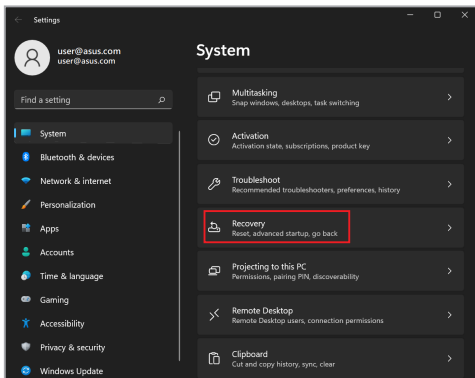 Settings
user@asus.com
user@asus.com
Find a setting
System
Bluetooth & devices
Network & internet
Personalization
Apps
Accounts
Time & language
Gaming
Accessibility
Privacy & security
Windows Update
System
Multitasking
Snap windows, desktops, task switching
Activation
Activation state, subscriptions, product key
Troubleshoot
Recommended troubleshooters, preferences, history
Recovery
Reset, advanced startup, go back
Projecting to this PC
Permissions, pairing PIN, discoverability
Remote Desktop
Remote Desktop users, connection permissions
Clipboard
Cut and copy history, sync, clear